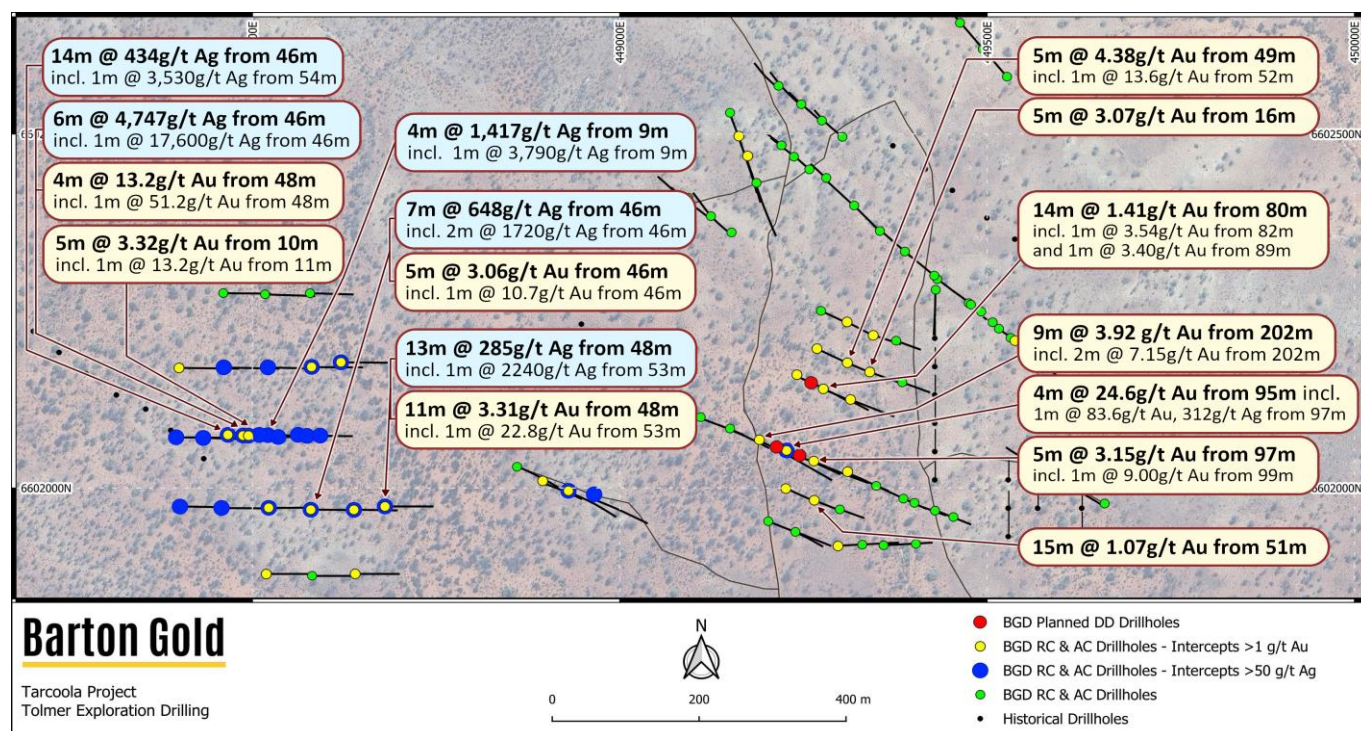 449000E
449500E
450000E
6602500N
14m @ 434g/t Ag from 46m
incl. 1m @ 3,530g/t Ag from 54m
6m @ 4,747g/t Ag from 46m
incl. 1m @ 17,600g/t Ag from 46m
4m @ 13.2g/t Au from 48m
incl. 1m @ 51.2g/t Au from 48m
5m @ 3.32g/t Au from 10m
incl. 1m @ 13.2g/t Au from 11m
4m @ 1,417g/t Ag from 9m
incl. 1m @ 3,790g/t Ag from 9m
7m @ 648g/t Ag from 46m
incl. 2m @ 1720g/t Ag from 46m
5m @ 3.06g/t Au from 46m
incl. 1m @ 10.7g/t Au from 46m
13m @ 285g/t Ag from 48m
incl. 1m @ 2240g/t Ag from 53m
11m @ 3.31g/t Au from 48m
incl. 1m @ 22.8g/t Au from 53m
5m @ 4.38g/t Au from 49m
incl. 1m @ 13.6g/t Au from 52m
5m @ 3.07g/t Au from 16m
14m @ 1.41g/t Au from 80m
incl. 1m @ 3.54g/t Au from 82m
and 1m @ 3.40g/t Au from 89m
9m @ 3.92 g/t Au from 202m
incl. 2m @ 7.15g/t Au from 202m
4m @ 24.6g/t Au from 95m incl.
1m @ 83.6g/t Au, 312g/t Ag from 97m
5m @ 3.15g/t Au from 97m
incl. 1m @ 9.00g/t Au from 99m
15m @ 1.07g/t Au from 51m
6602000N
6602000N
Barton Gold
Tarcoola Project
Tolmer Exploration Drilling
N
0 200 400 m
BGD Planned DD Drillholes
BGD RC & AC Drillholes - Intercepts >1 g/t Au
BGD RC & AC Drillholes - Intercepts >50 g/t Ag
BGD RC & AC Drillholes
Historical Drillholes